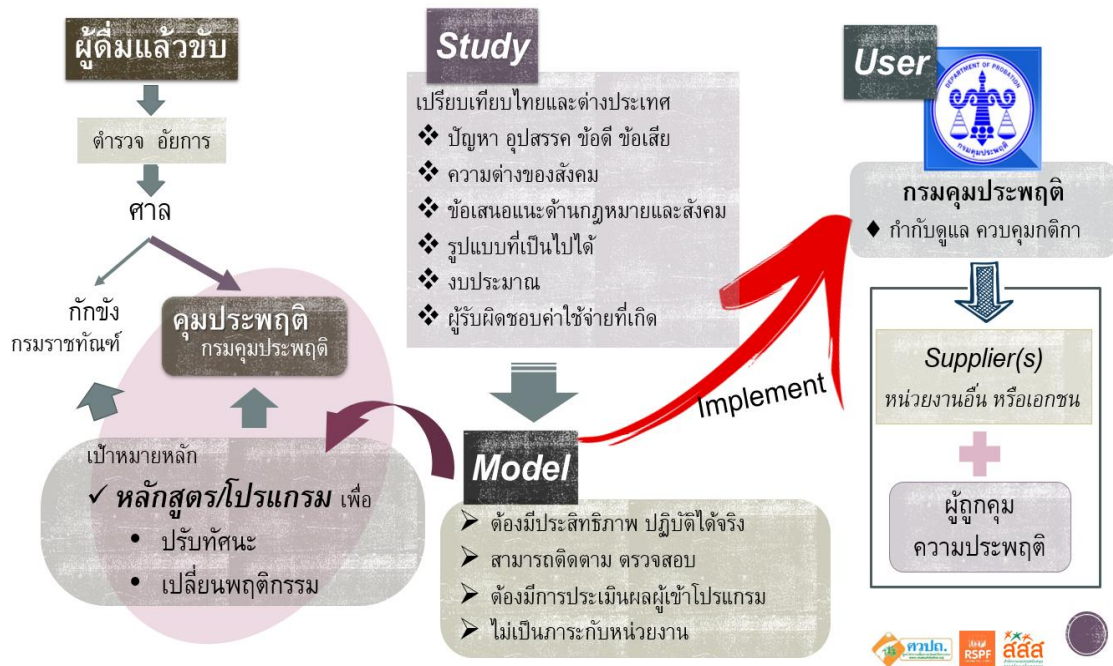 ผู้ดื่มแล้วขับ
ตำรวจ อัยการ
ศาล
กักขัง
กรมราชทัณฑ์
คุมประพฤติ
กรมคุมประพฤติ
เป้าหมายหลัก
✓ หลักสูตร/โปรแกรม เพื่อ
• ปรับทัศนะ
• เปลี่ยนพฤติกรรม
Study
เปรียบเทียบไทยและต่างประเทศ
❖ ปัญหา อุปสรรค ข้อดี ข้อเสีย
❖ ความต่างของสังคม
❖ ข้อเสนอแนะด้านกฎหมายและสังคม
❖ รูปแบบที่เป็นไปได้
❖ งบประมาณ
❖ ผู้รับผิดชอบค่าใช้จ่ายที่เกิด
Model
➢ ต้องมีประสิทธิภาพ ปฏิบัติได้จริง
➢ สามารถติดตาม ตรวจสอบ
➢ ต้องมีการประเมินผลผู้เข้าโปรแกรม
➢ ไม่เป็นภาระกับหน่วยงาน
Implement
User
DEPARTMENT OF PROBATION
กรมคุมประพฤติ
กรมคุมประพฤติ
♦ กำกับดูแล ควบคุมกติกา
Supplier(s)
หน่วยงานอื่น หรือเอกชน
ผู้ถูกคุม
ความประพฤติ
ศวปถ.
RSPF
สสส